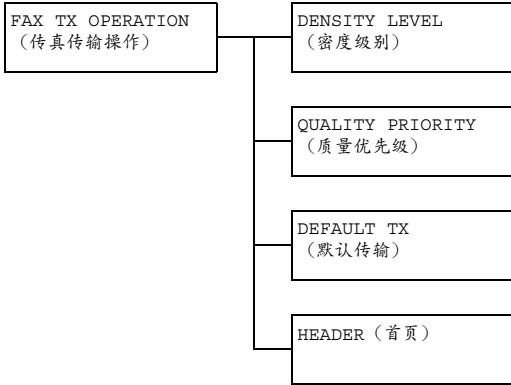 FAX TX OPERATION
（传真传输操作）
DENSITY LEVEL
（密度级别）
QUALITY PRIORITY
（质量优先级）
DEFAULT TX
（默认传输）
HEADER（首页）